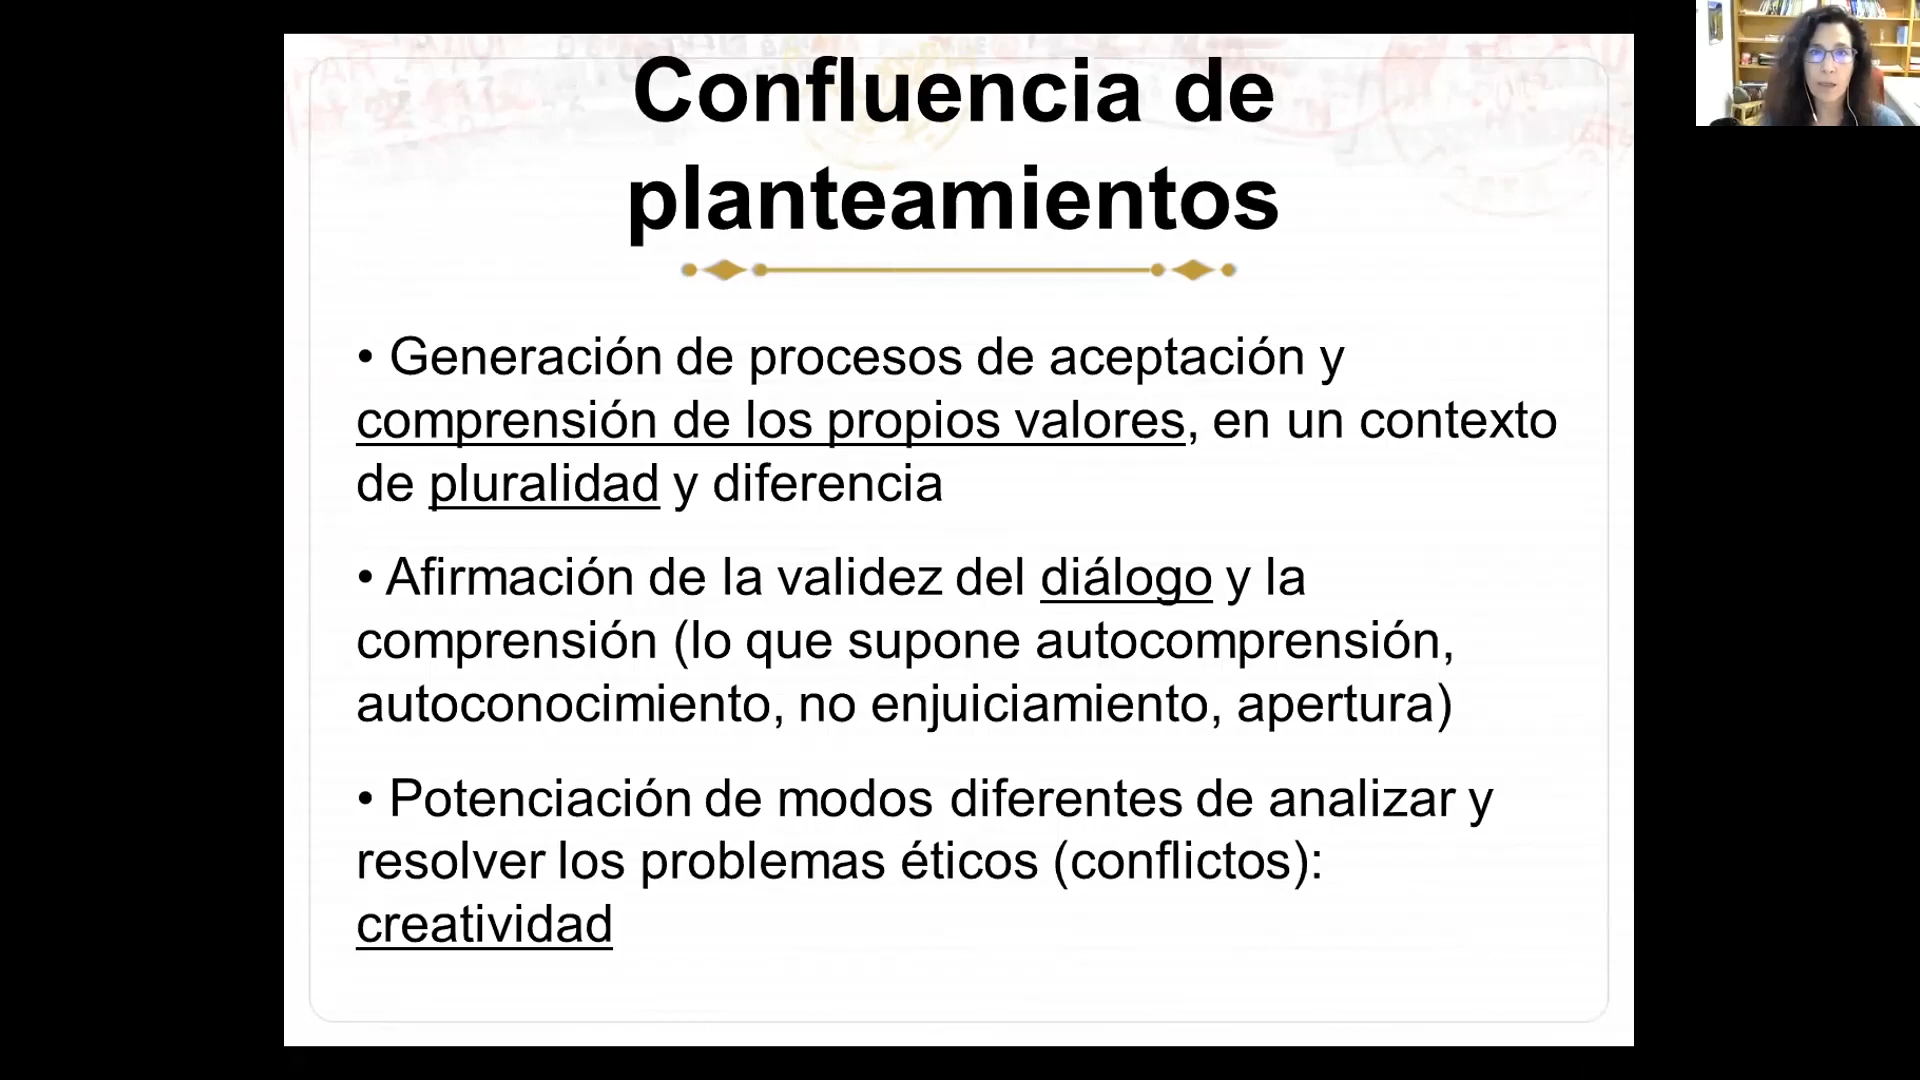 Confluencia de
planteamientos
• Generación de procesos de aceptación y
comprensión de los propios valores, en un contexto
de pluralidad y diferencia
• Afirmación de la validez del diálogo y la
comprensión (lo que supone autocomprensión,
autoconocimiento, no enjuiciamiento, apertura)
• Potenciación de modos diferentes de analizar y
resolver los problemas éticos (conflictos):
creatividad